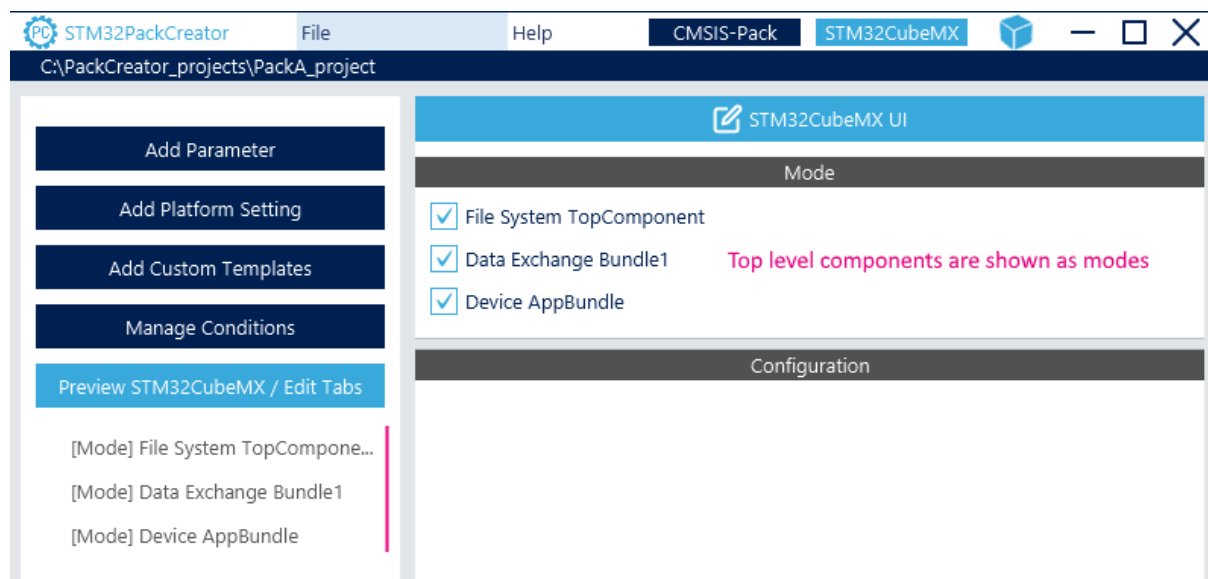 STM32PackCreator File Help CMSIS-Pack STM32CubeMX
C:\PackCreator_projects\PackA_project
STM32CubeMX UI
Add Parameter
Mode
Add Platform Setting
File System TopComponent
Add Custom Templates
Data Exchange Bundle1 Top level components are shown as modes
Device AppBundle
Manage Conditions
Configuration
Preview STM32CubeMX / Edit Tabs
[Mode] File System TopCompone...
[Mode] Data Exchange Bundle1
[Mode] Device AppBundle